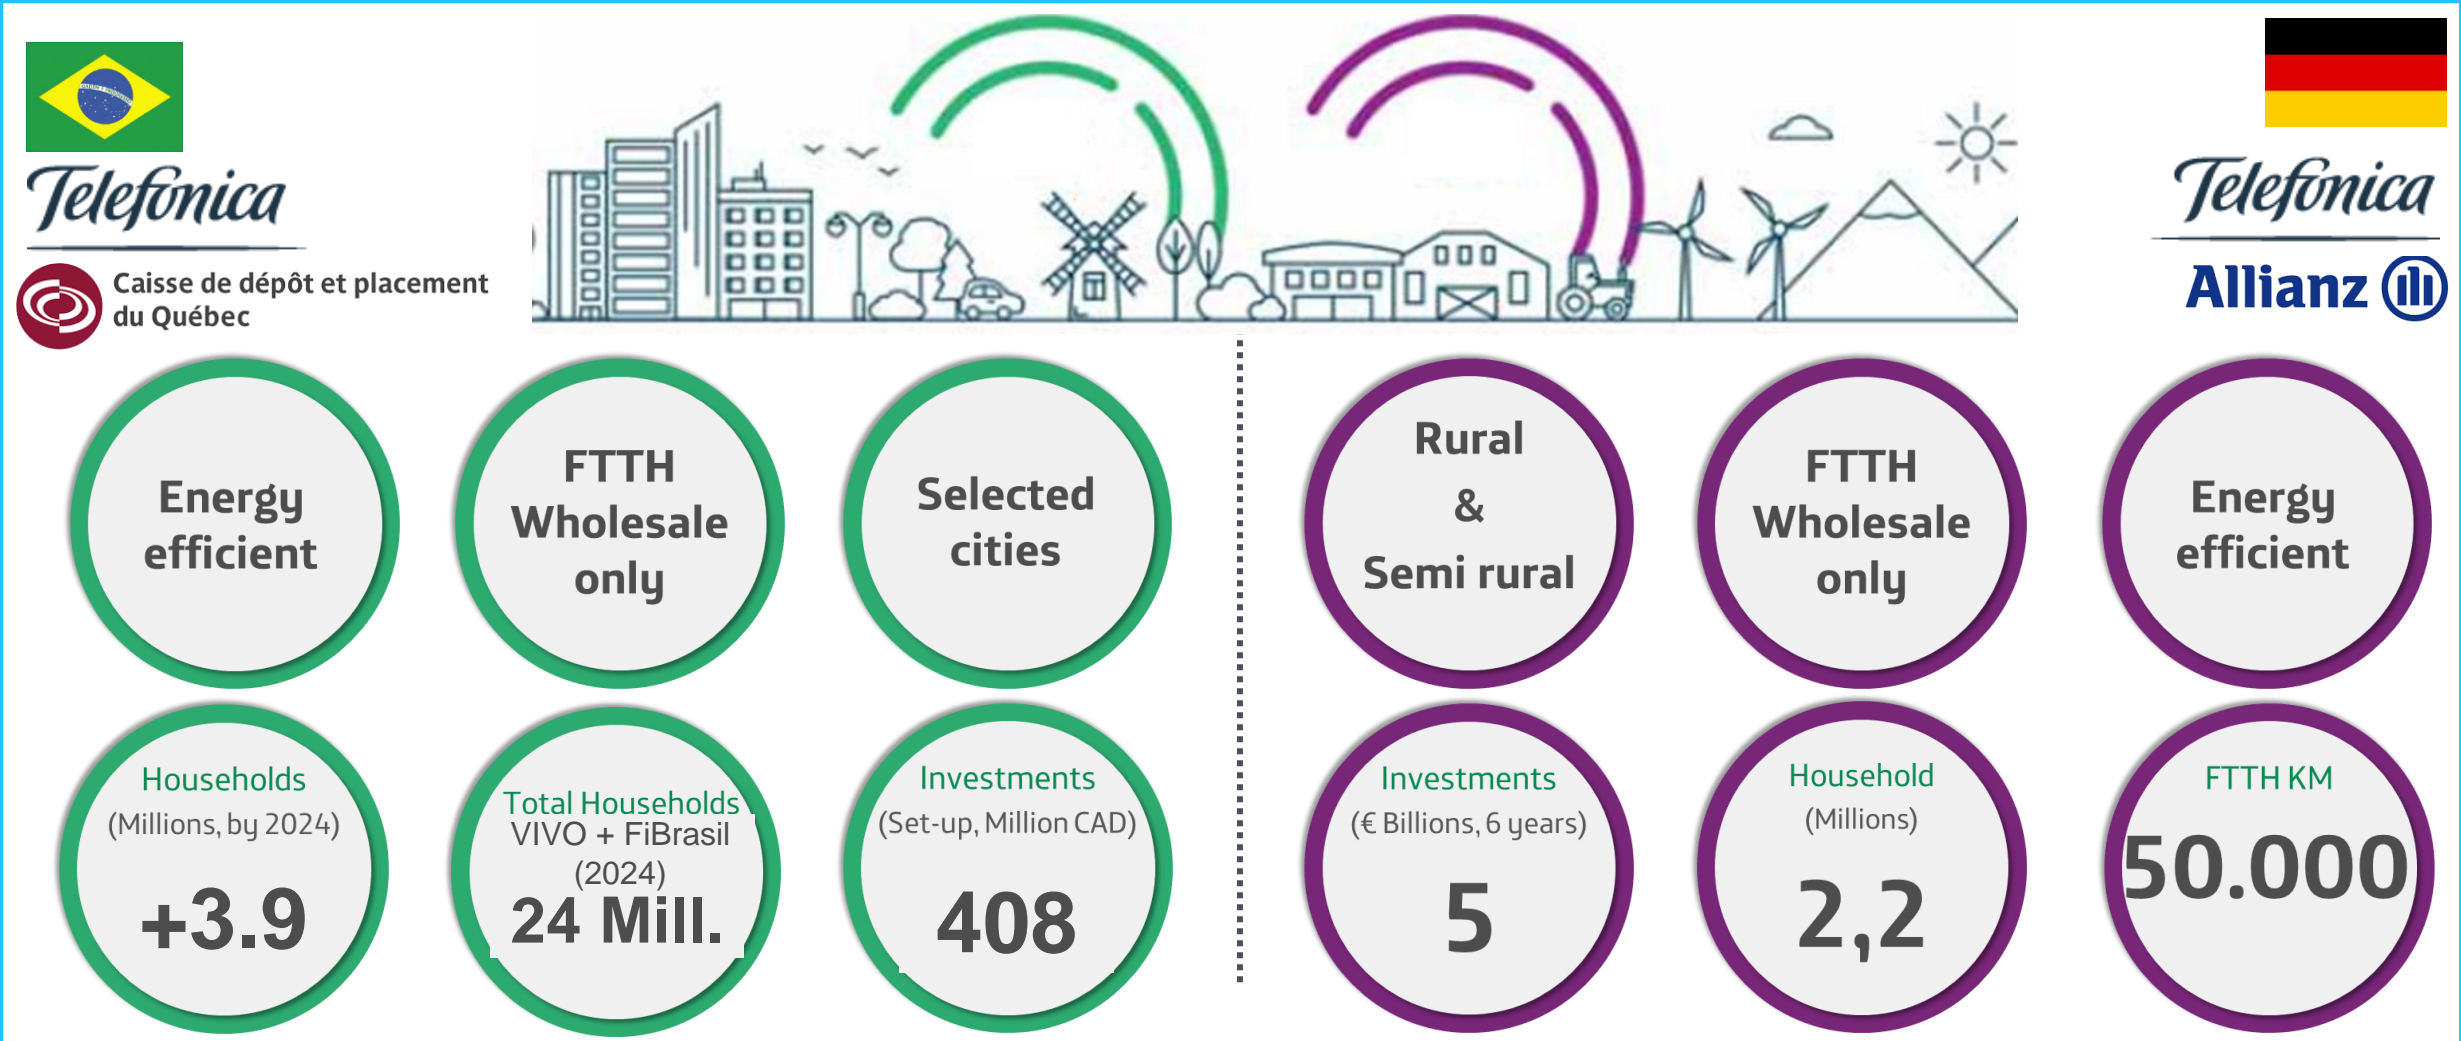 Telefónica
Caisse de dépôt et placement
du Québec
Telefónica
Allianz
Energy
efficient
FTTH
Wholesale
only
Selected
cities
Rural
&
Semi rural
FTTH
Wholesale
only
Energy
efficient
Households
(Millions, by 2024)
+3.9
Total Households
VIVO + FiBrasil
(2024)
24 Mill.
Investments
(Set-up, Million CAD)
408
Investments
(€ Billions, 6 years)
5
Household
(Millions)
2,2
FTTH KM
50.000